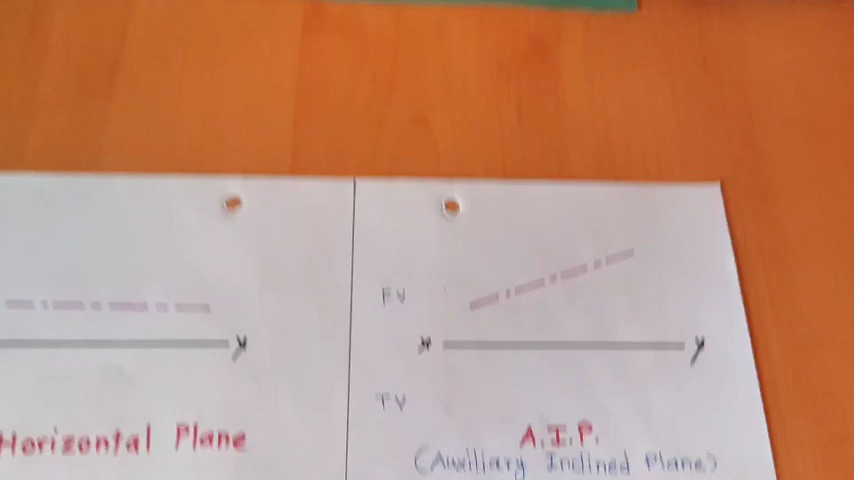 y
Horizontal Plane
FV
x y
TV
A.I.P.
(Auxiliary Inclined Plane)